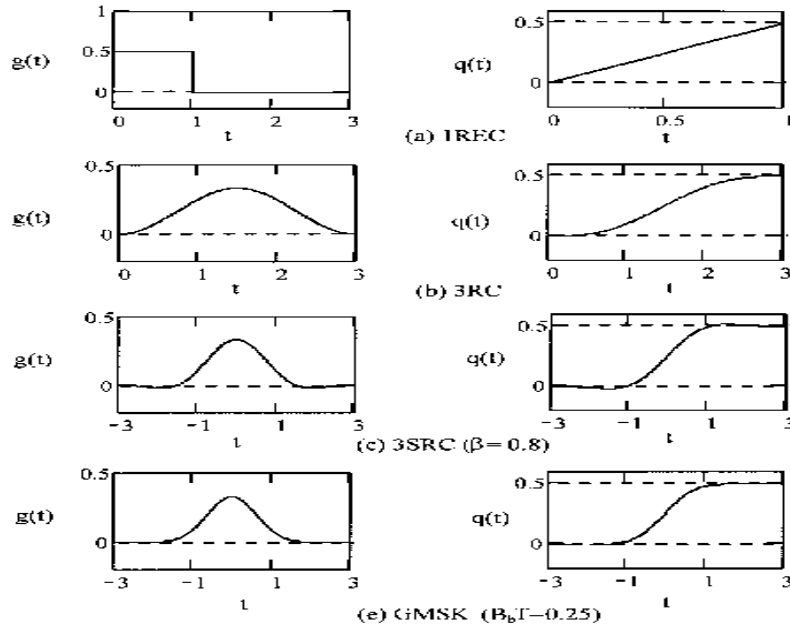 1
0.5
g(t)
0
0 1 2 3
t
0.5
q(t)
0
0 0.5 1
t
(a) 1REC
0.5
g(t)
0
0 1 2 3
t
0.5
q(t)
0
0 1 2 3
t
(b) 3RC
0.5
g(t)
0
-3 -1 1 3
t
0.5
q(t)
0
-3 -1 1 3
t
(c) 3SRC (β=0.8)
0.5
g(t)
0
-3 -1 1 3
t
0.5
q(t)
0
-3 -1 1 3
t
(e) GMSK (BbT=0.25)